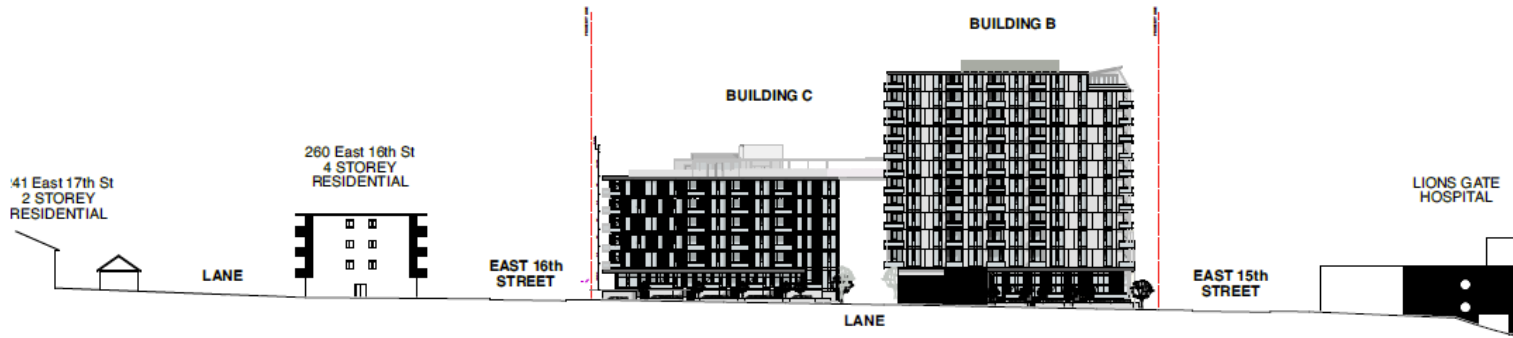 BUILDING B
BUILDING C
260 East 16th St
4 STOREY
RESIDENTIAL
41 East 17th St
2 STOREY
RESIDENTIAL
LIONS GATE
HOSPITAL
LANE
EAST 16th
STREET
EAST 15th
STREET
LANE